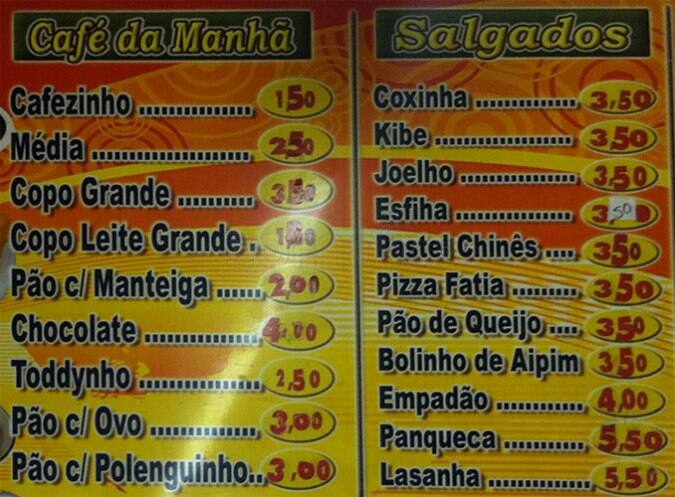 Café da Manhã
Cafezinho ............... 1 50
Média ..................... 2 50
Copo Grande ......... 3 50
Copo Leite Grande .
Pão c/ Manteiga ...... 2,00
Chocolate .............. 4,00
Toddynho ............... 2,50
Pão c/ Ovo ............. 3,00
Pão c/ Polenguinho.. 3,00
Salgados
Coxinha ............... 3,50
Kibe .................... 3,50
Joelho ................. 3,50
Esfiha .................. 3,50
Pastel Chinês .... 3 50
Pizza Fatia ......... 3 50
Pão de Queijo .... 3 50
Bolinho de Aipim 3 50
Empadão ............ 4,00
Panqueca ........... 5,50
Lasanha .............. 5,50